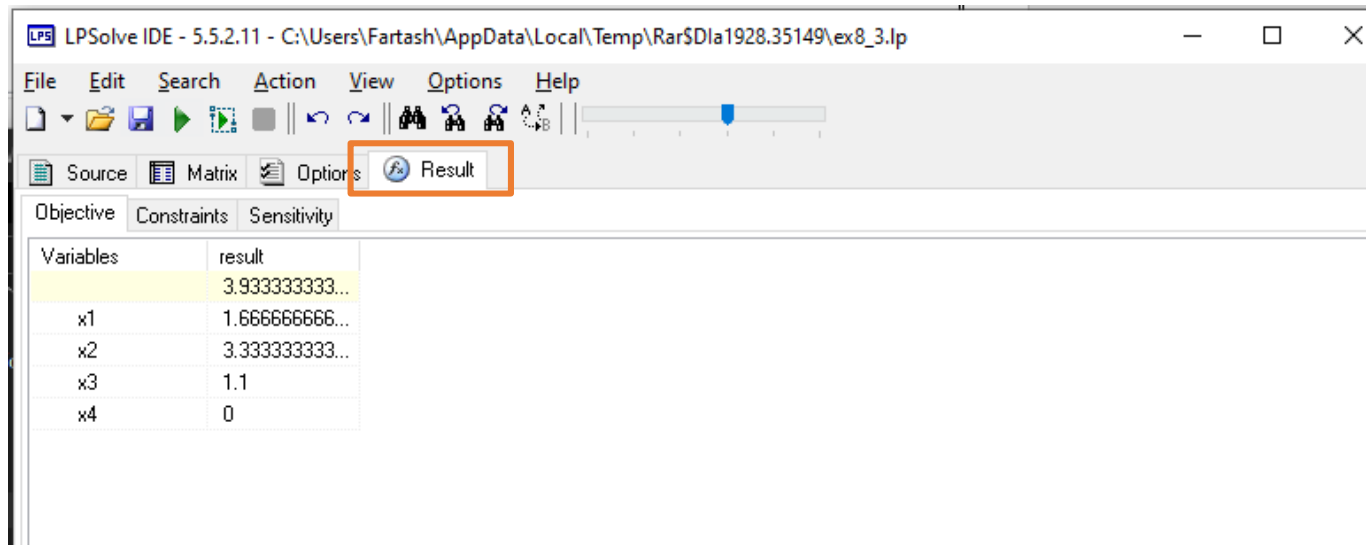 LPS LPSolve IDE - 5.5.2.11 - C:\Users\Fartash\AppData\Local\Temp\Rar$DIa1928.35149\ex8_3.lp
File Edit Search Action View Options Help
Source Matrix Options Result
Objective Constraints Sensitivity
Variables result
3.933333333...
x1 1.666666666...
x2 3.333333333...
x3 1.1
x4 0